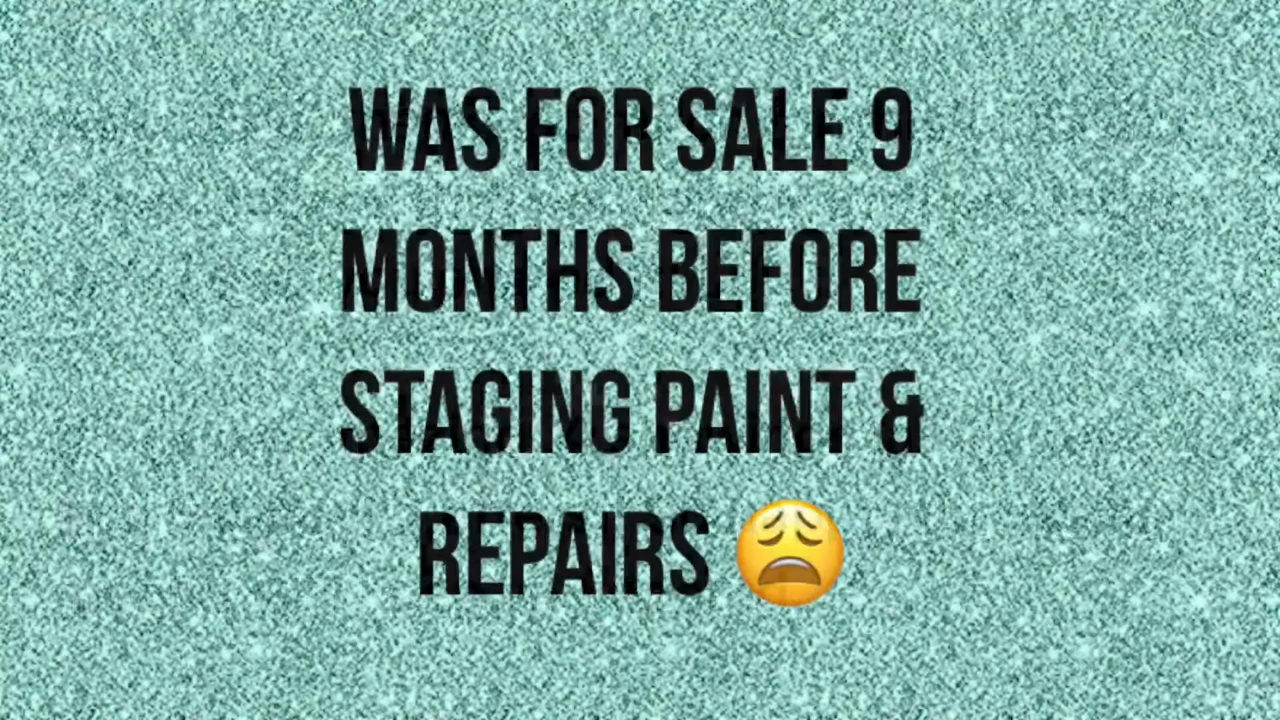 WAS FOR SALE 9
MONTHS BEFORE
STAGING PAINT &
REPAIRS 😩